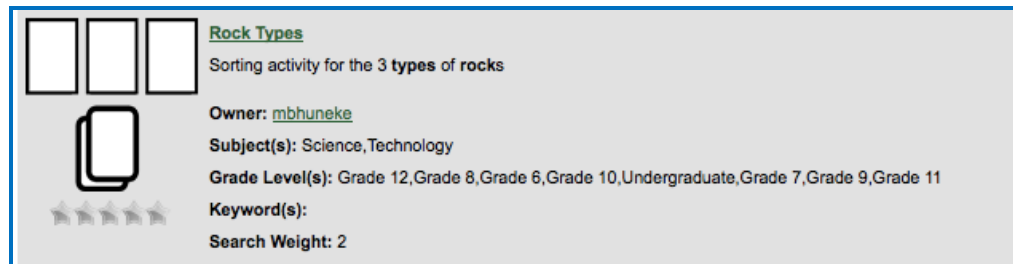 Rock Types
Sorting activity for the 3 types of rocks
Owner: mbhuneke
Subject(s): Science,Technology
Grade Level(s): Grade 12,Grade 8,Grade 6,Grade 10,Undergraduate,Grade 7,Grade 9,Grade 11
Keyword(s):
Search Weight: 2